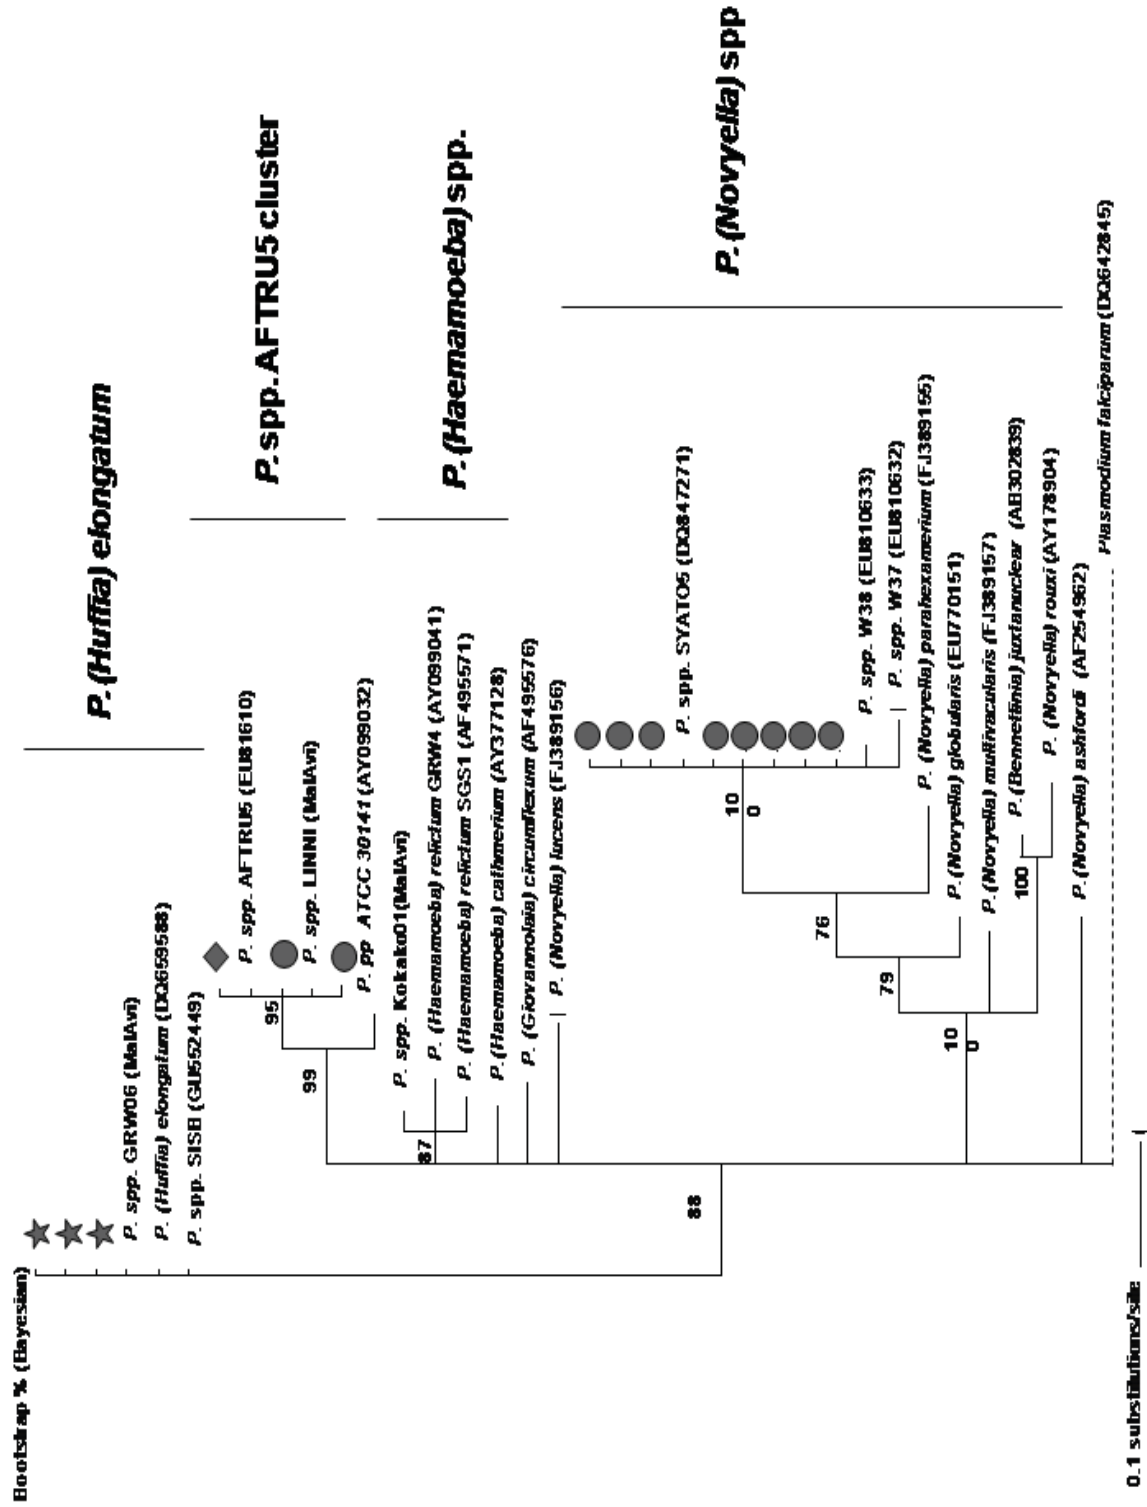 Bootstrap % (Bayesian)
P. (Huffia) elongatum
P. spp. GRW06 (MalAvi)
P. (Huffia) elongatum (DQ659588)
P. spp. SISB (GU552449)
P. spp. AFTRU5 cluster
P. spp. AFTRU5 (EU81610)
P. spp. LINNI (MalAvi)
P. pp ATCC 30141 (AY099032)
95
99
P. (Haemamoeba) spp.
P. spp. Kokako01(MalAvi)
P. (Haemamoeba) relictum GRW4 (AY099041)
P. (Haemamoeba) relictum SGS1 (AF495571)
87
P. (Haemamoeba) cathmerium (AY377128)
P. (Giovannolaia) circumflexum (AF495576)
P. (Novyella) lucens (FJ389156)
88
P. (Novyella) spp
P. spp. SYATO5 (DQ847271)
10
0
P. spp. W38 (EU810633)
P. spp. W37 (EU810632)
P. (Novyella) parahexamerium (FJ389155)
76
P. (Novyella) globularis (EU770151)
79
P. (Novyella) multivacularis (FJ389157)
10
0
P. (Bennettinia) juxtanuclear (AB302839)
100
P. (Novyella) rouxi (AY178904)
P. (Novyella) ashfordi (AF254962)
Plasmodium falciparum (DQ642845)
0.1 substitutions/site